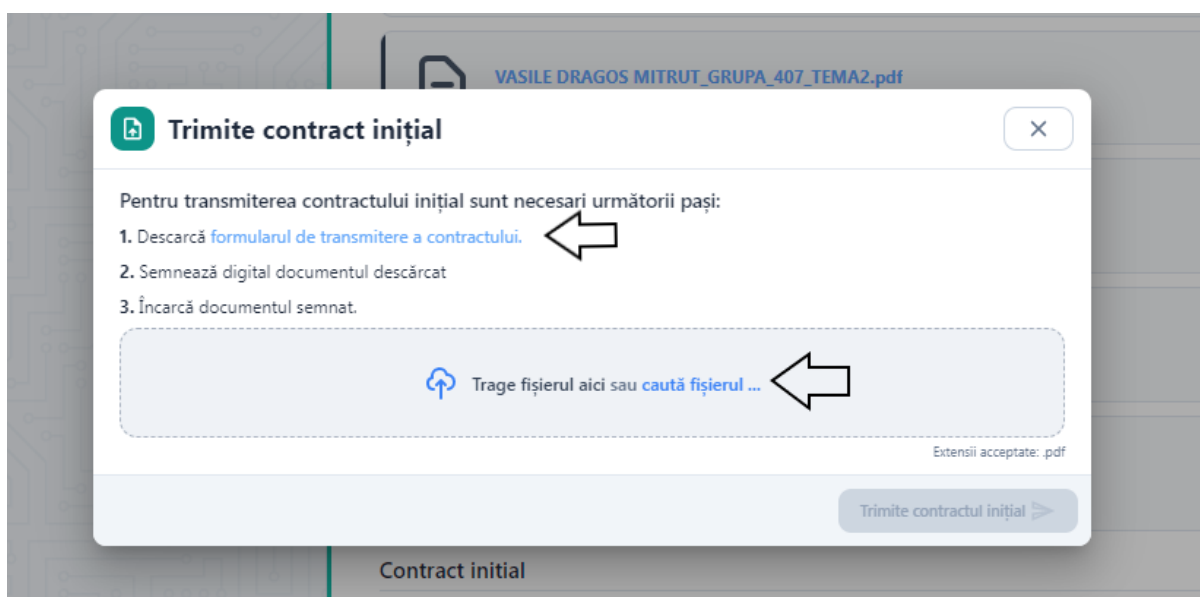 VASILE DRAGOS MITRUT_GRUPA_407_TEMA2.pdf
Trimite contract inițial
Pentru transmiterea contractului inițial sunt necesari următorii pași:
1. Descarcă formularul de transmitere a contractului.
2. Semnează digital documentul descărcat
3. Încarcă documentul semnat.
Trage fișierul aici sau caută fișierul ...
Extensii acceptate: .pdf
Trimite contractul inițial
Contract initial